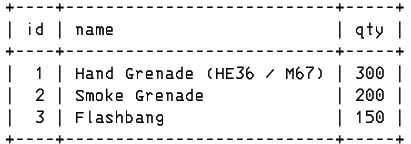 +----+--------------------------+-----+
| id | name                     | qty |
+----+--------------------------+-----+
|  1 | Hand Grenade (HE36 / M67) | 300 |
|  2 | Smoke Grenade            | 200 |
|  3 | Flashbang                | 150 |
+----+--------------------------+-----+